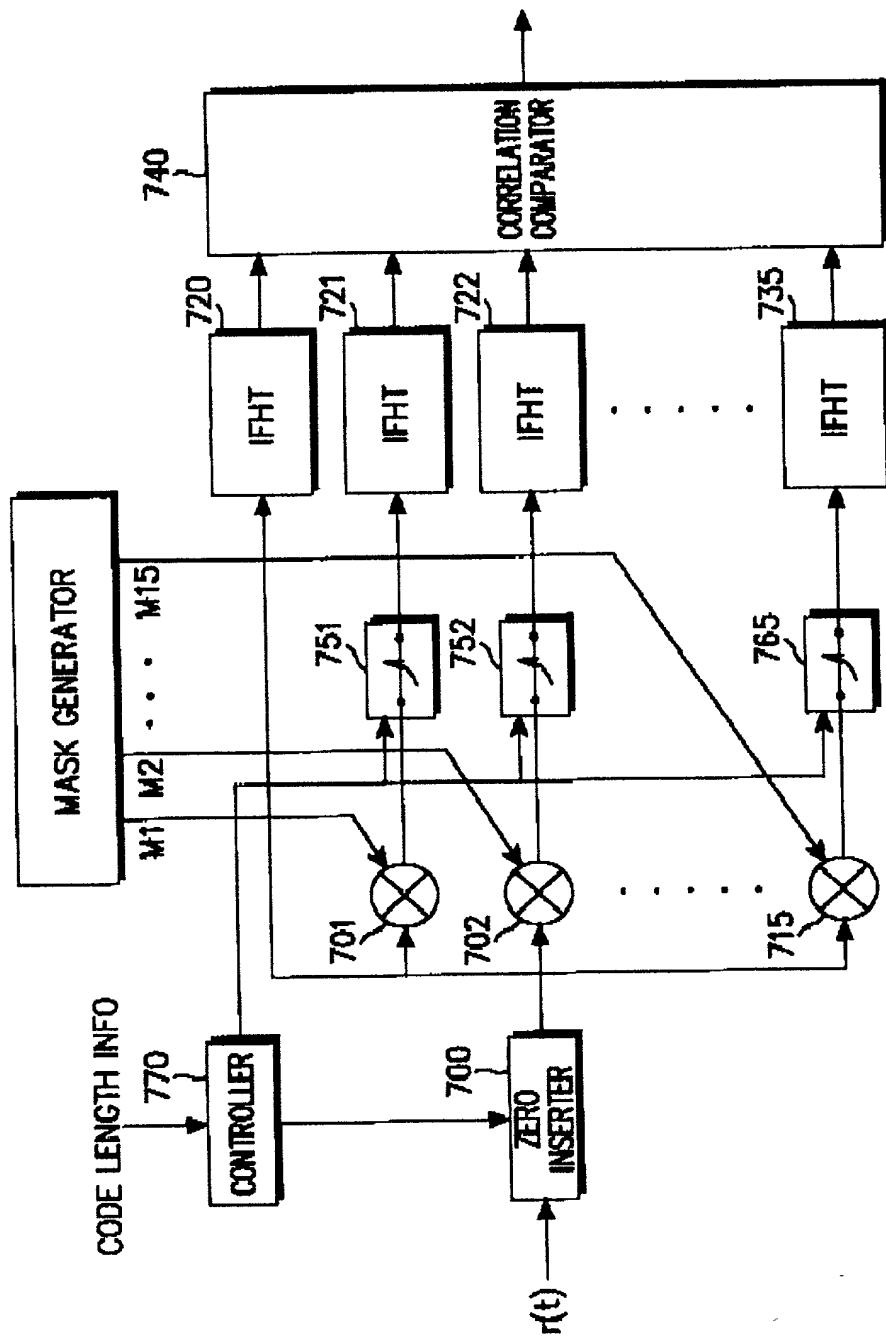 MASK GENERATOR
M1
M2
M15
CODE LENGTH INFO
770
CONTROLLER
r(t)
700
ZERO
INSERTER
701
702
715
751
752
765
720
IFHT
721
IFHT
722
IFHT
735
IFHT
740
CORRELATION
COMPARATOR